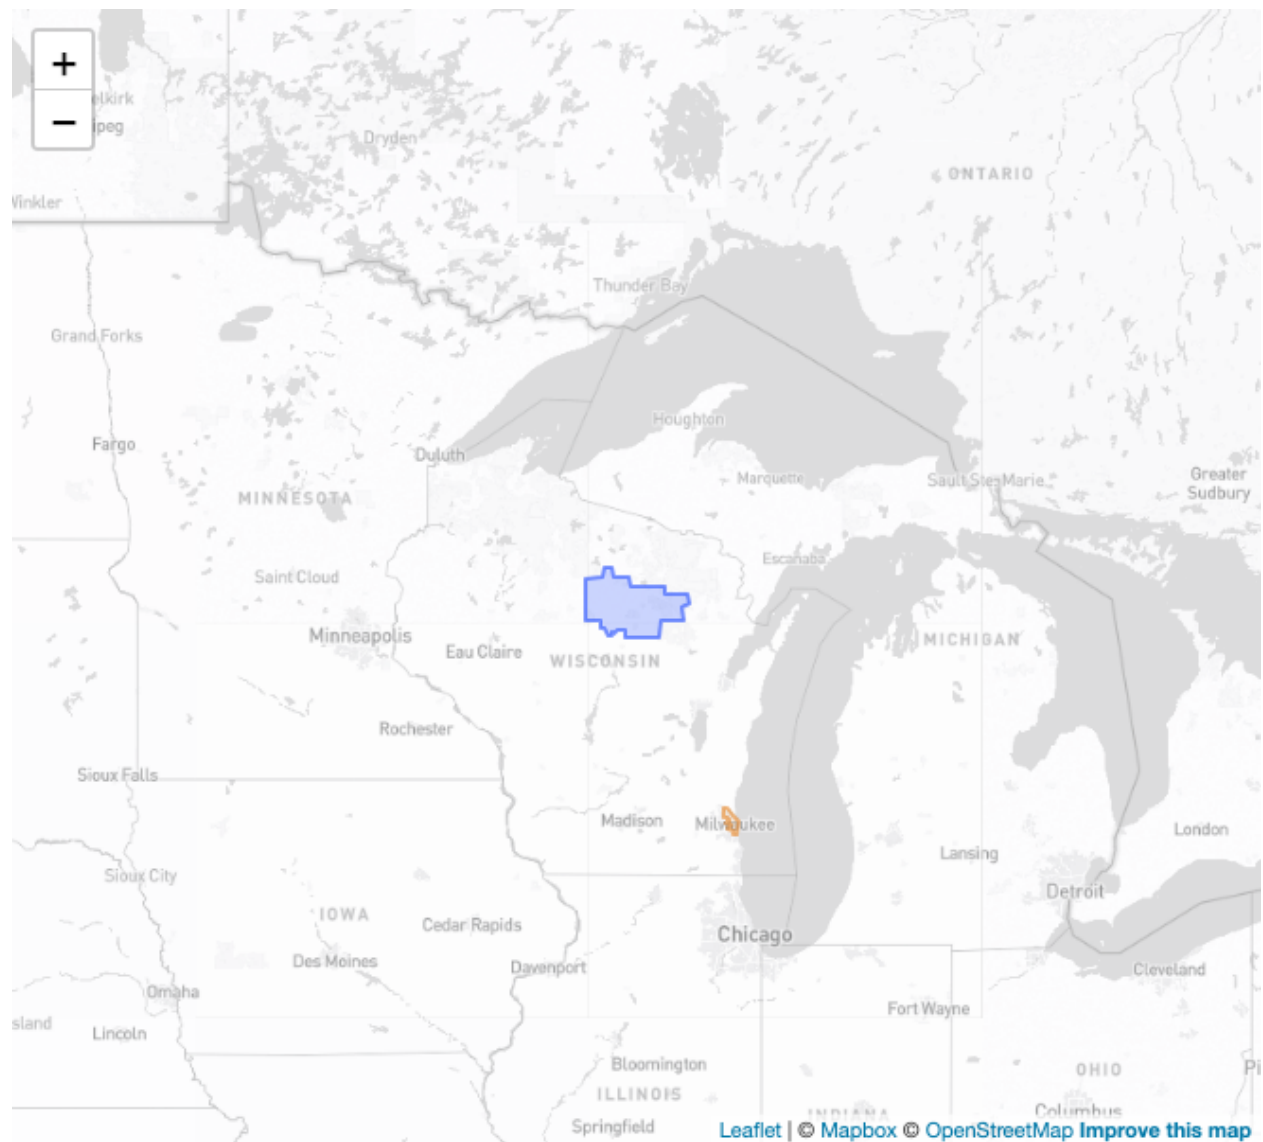 +
−
elkirk
ipeg
Dryden
ONTARIO
Winkler
Thunder Bay
Grand Forks
Houghton
Fargo
Duluth
Marquette
Sault Ste. Marie
Greater
Sudbury
MINNESOTA
Escanaba
Saint Cloud
Minneapolis
MICHIGAN
Eau Claire
WISCONSIN
Rochester
Sioux Falls
Madison
Milwaukee
London
Lansing
Sioux City
Detroit
IOWA
Cedar Rapids
Chicago
Des Moines
Davenport
Cleveland
Omaha
Fort Wayne
sland
Lincoln
Bloomington
OHIO
Pi
ILLINOIS
INDIANA
Columbus
Springfield
Leaflet | © Mapbox © OpenStreetMap Improve this map